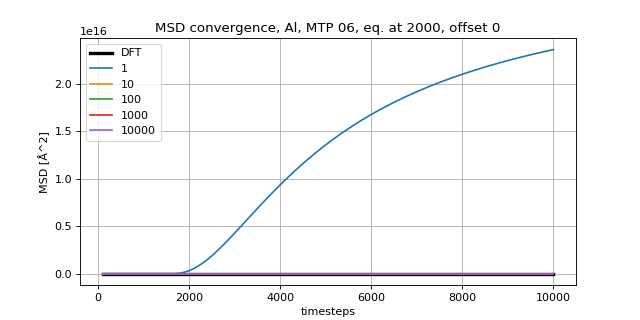 MSD convergence, Al, MTP 06, eq. at 2000, offset 0
1e16
DFT
1
10
100
1000
10000
2.0
1.5
1.0
0.5
0.0
MSD [Å^2]
0 2000 4000 6000 8000 10000
timesteps